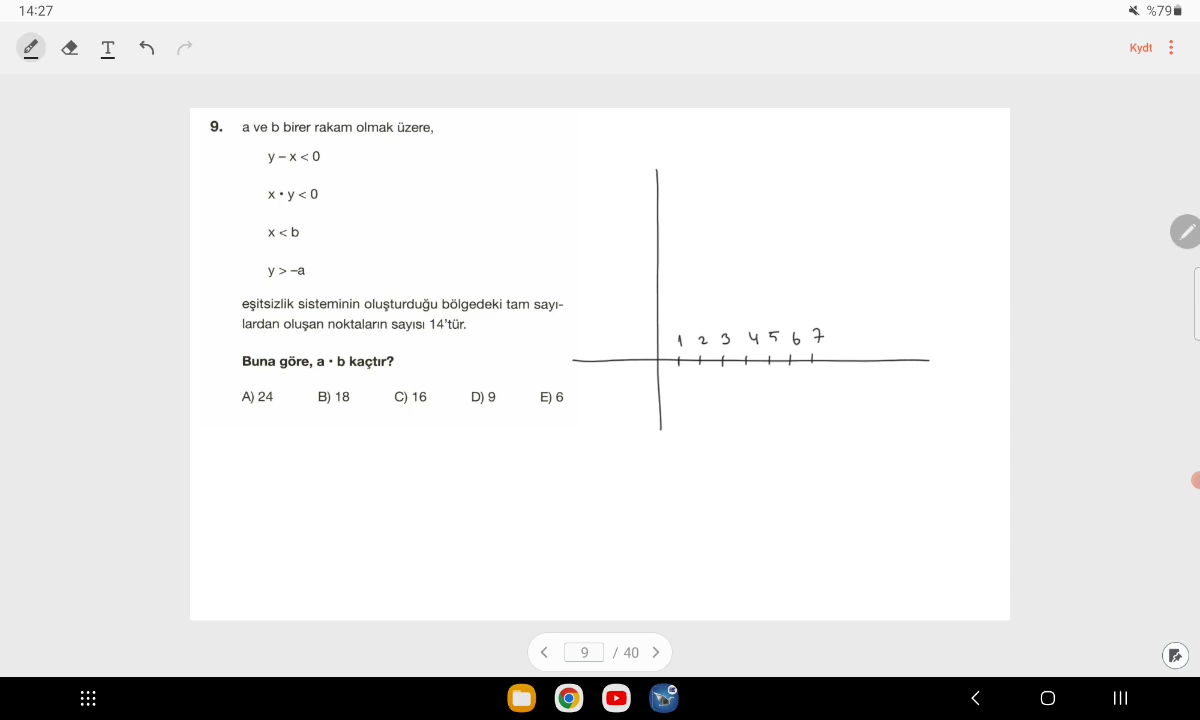 14:27
%79
T
Kydt
9. a ve b birer rakam olmak üzere,
y – x < 0
x • y < 0
x < b
y > –a
eşitsizlik sisteminin oluşturduğu bölgedeki tam sayı-
lardan oluşan noktaların sayısı 14'tür.
Buna göre, a • b kaçtır?
A) 24 B) 18 C) 16 D) 9 E) 6
1 2 3 4 5 6 7
9 / 40